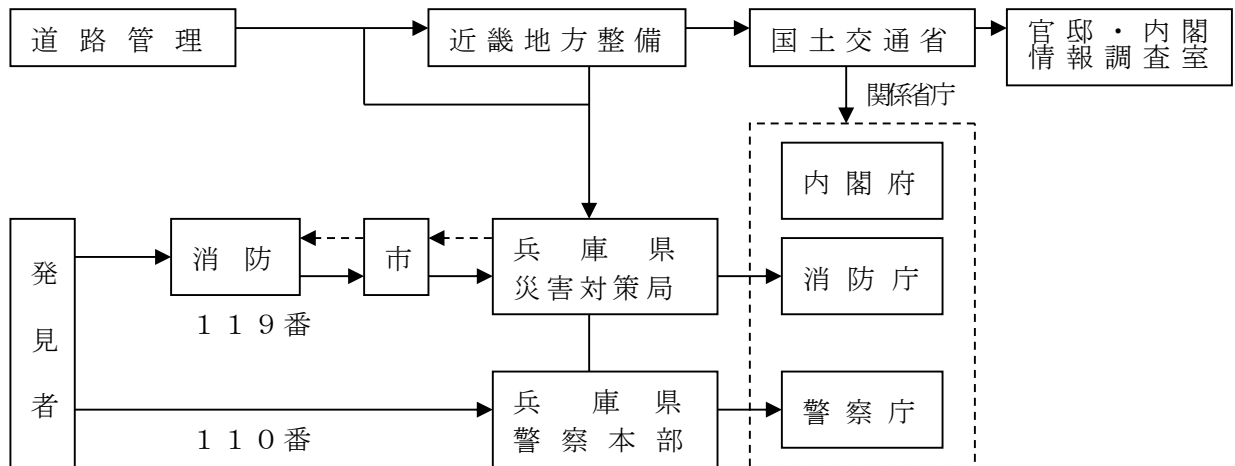 道路管理
近畿地方整備
国土交通省
官邸・内閣
情報調査室
関係省庁
内閣府
発見者
消防
市
兵庫県
災害対策局
消防庁
１１９番
兵庫県
警察本部
警察庁
１１０番